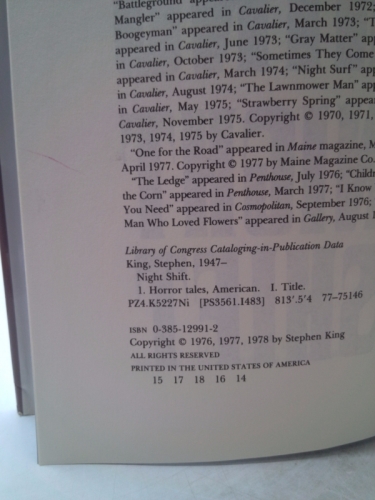 "Battleground" appe
Mangler" appeared in Cavalier, December 1972;
Boogeyman" appeared in Cavalier, March 1973; "T
appeared in Cavalier, June 1973; "Gray Matter" app
in Cavalier, October 1973; "Sometimes They Come
appeared in Cavalier, March 1974; "Night Surf" a
in Cavalier, August 1974; "The Lawnmower Man" a
in Cavalier, May 1975; "Strawberry Spring" appe
Cavalier, November 1975. Copyright © 1970, 1971,
1973, 1974, 1975 by Cavalier.
"One for the Road" appeared in Maine magazine, M
April 1977. Copyright © 1977 by Maine Magazine Co.
"The Ledge" appeared in Penthouse, July 1976; "Child
the Corn" appeared in Penthouse, March 1977; "I Know
You Need" appeared in Cosmopolitan, September 1976;
Man Who Loved Flowers" appeared in Gallery, August 1
Library of Congress Cataloging-in-Publication Data
King, Stephen, 1947–
Night Shift.
1. Horror tales, American. I. Title.
PZ4.K5227Ni [PS3561.I483] 813'.5'4 77–75146
ISBN 0-385-12991-2
Copyright © 1976, 1977, 1978 by Stephen King
ALL RIGHTS RESERVED
PRINTED IN THE UNITED STATES OF AMERICA
15 17 18 16 14